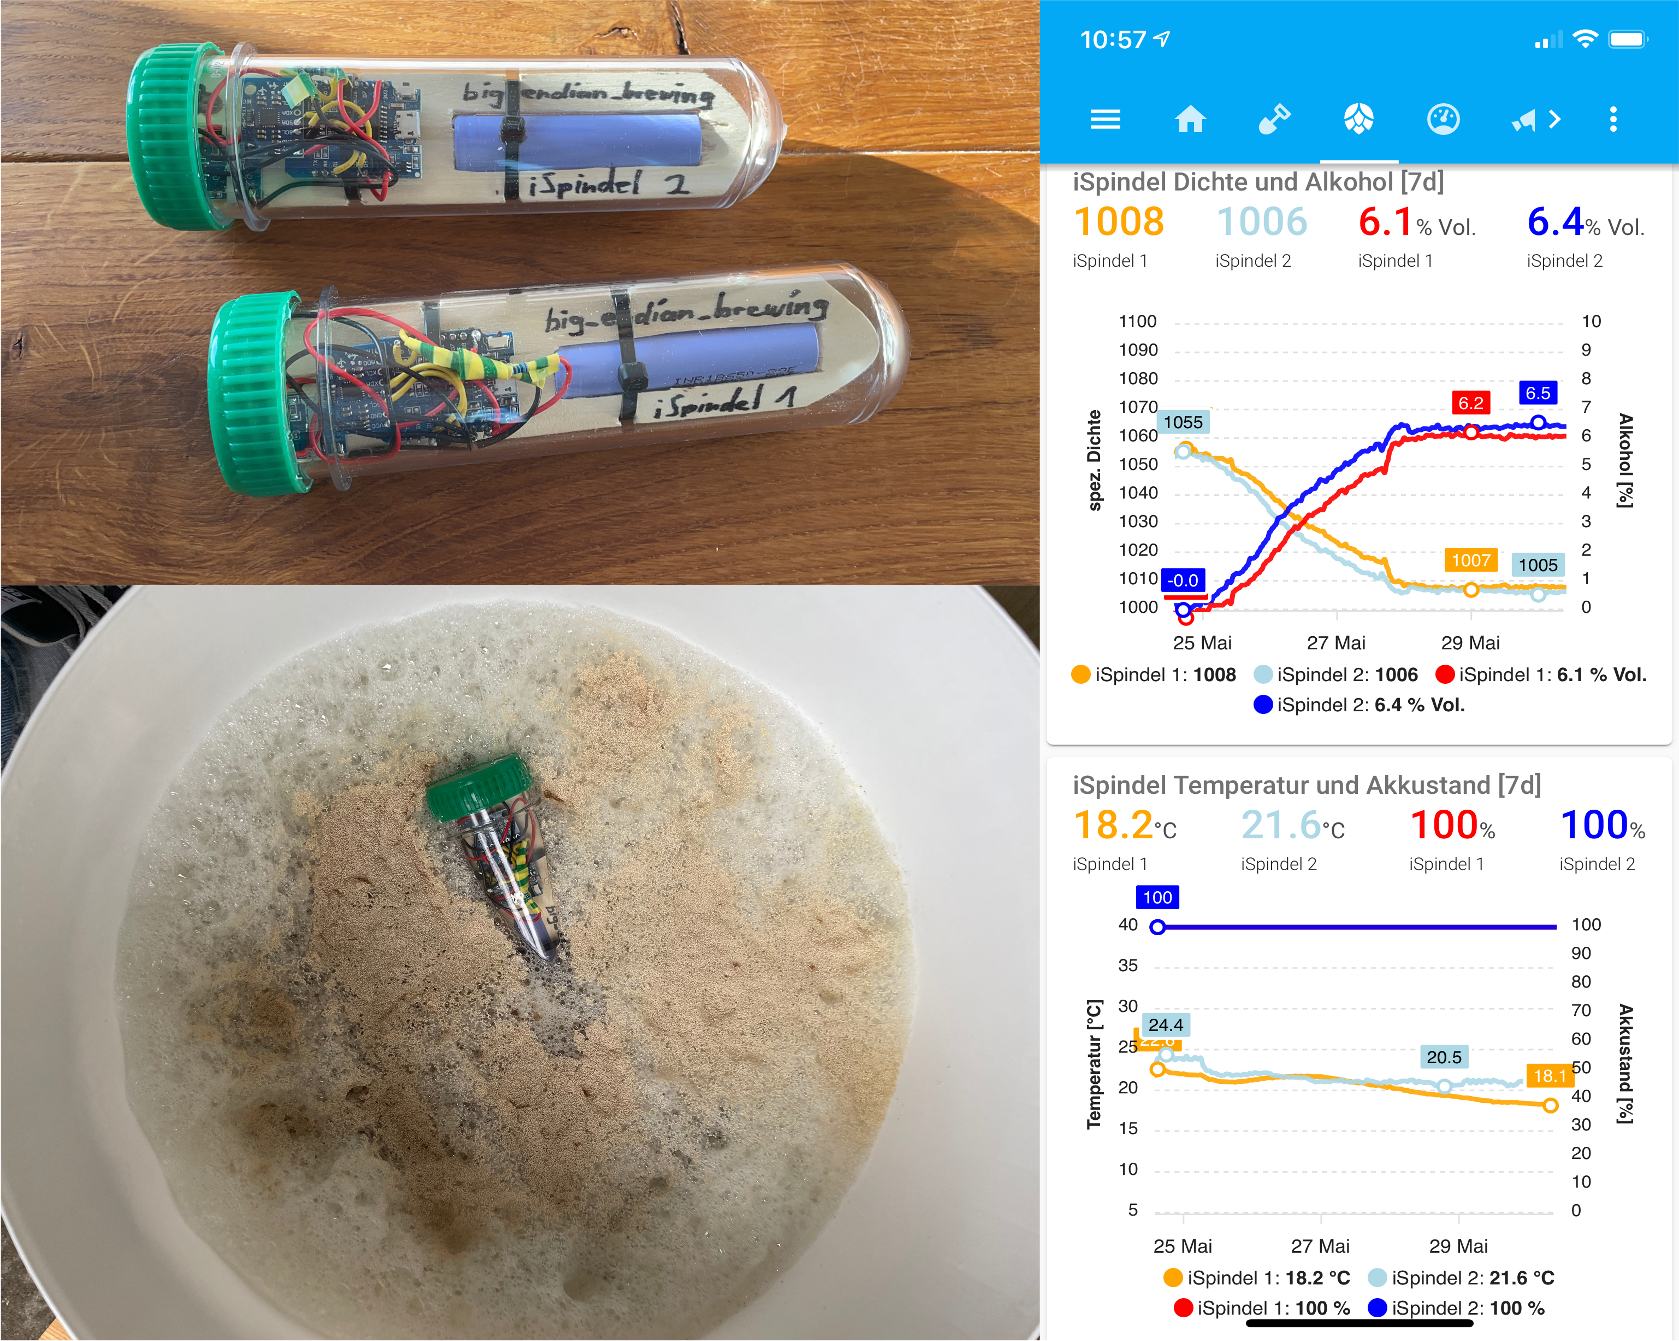 big_endian_brewing
iSpindel 2
big_endian_brewing
INR18650-22E
iSpindel 1
big_
10:57
iSpindel Dichte und Alkohol [7d]
1008 1006 6.1 % Vol. 6.4 % Vol.
iSpindel 1 iSpindel 2 iSpindel 1 iSpindel 2
spez. Dichte
1100
1090
1080
1070
1060
1050
1040
1030
1020
1010
1000
1055
-0.0
6.2
6.5
1007
1005
10
9
8
7
6
5
4
3
2
1
0
Alkohol [%]
25 Mai 27 Mai 29 Mai
iSpindel 1: 1008 iSpindel 2: 1006 iSpindel 1: 6.1 % Vol.
iSpindel 2: 6.4 % Vol.
iSpindel Temperatur und Akkustand [7d]
18.2 °C 21.6 °C 100 % 100 %
iSpindel 1 iSpindel 2 iSpindel 1 iSpindel 2
Temperatur [°C]
40
35
30
25
20
15
10
5
100
24.4
22.6
20.5
18.1
100
90
80
70
60
50
40
30
20
10
0
Akkustand [%]
25 Mai 27 Mai 29 Mai
iSpindel 1: 18.2 °C iSpindel 2: 21.6 °C
iSpindel 1: 100 % iSpindel 2: 100 %